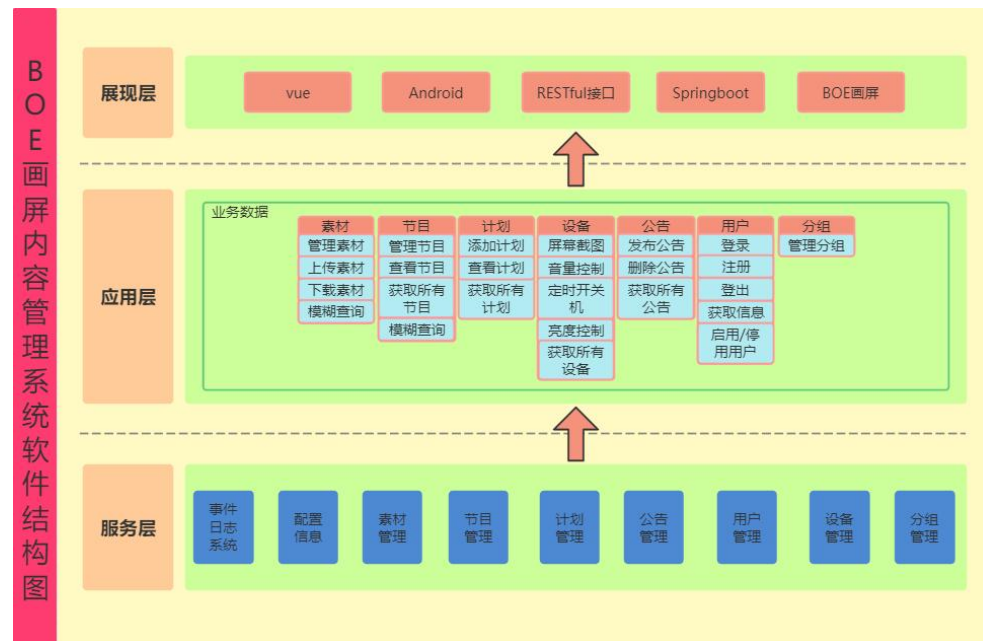 BOE画屏内容管理系统软件结构图
展现层
vue
Android
RESTful接口
Springboot
BOE画屏
应用层
业务数据
素材
管理素材
上传素材
下载素材
模糊查询
节目
管理节目
查看节目
获取所有
节目
模糊查询
计划
添加计划
查看计划
获取所有
计划
设备
屏幕截图
音量控制
定时开关
机
亮度控制
获取所有
设备
公告
发布公告
删除公告
获取所有
公告
用户
登录
注册
登出
获取信息
启用/停
用用户
分组
管理分组
服务层
事件
日志
系统
配置
信息
素材
管理
节目
管理
计划
管理
公告
管理
用户
管理
设备
管理
分组
管理